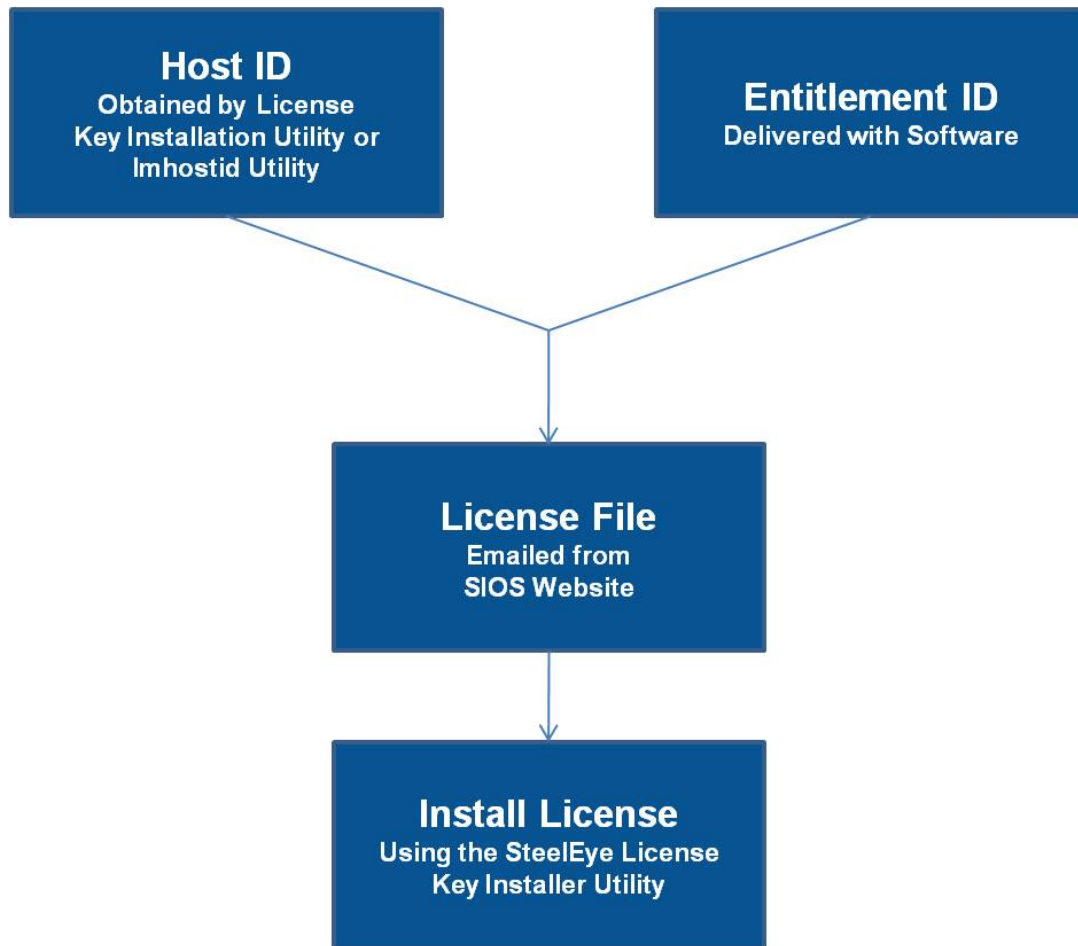 Host ID
Obtained by License
Key Installation Utility or
Imhostid Utility
Entitlement ID
Delivered with Software
License File
Emailed from
SIOS Website
Install License
Using the SteelEye License
Key Installer Utility